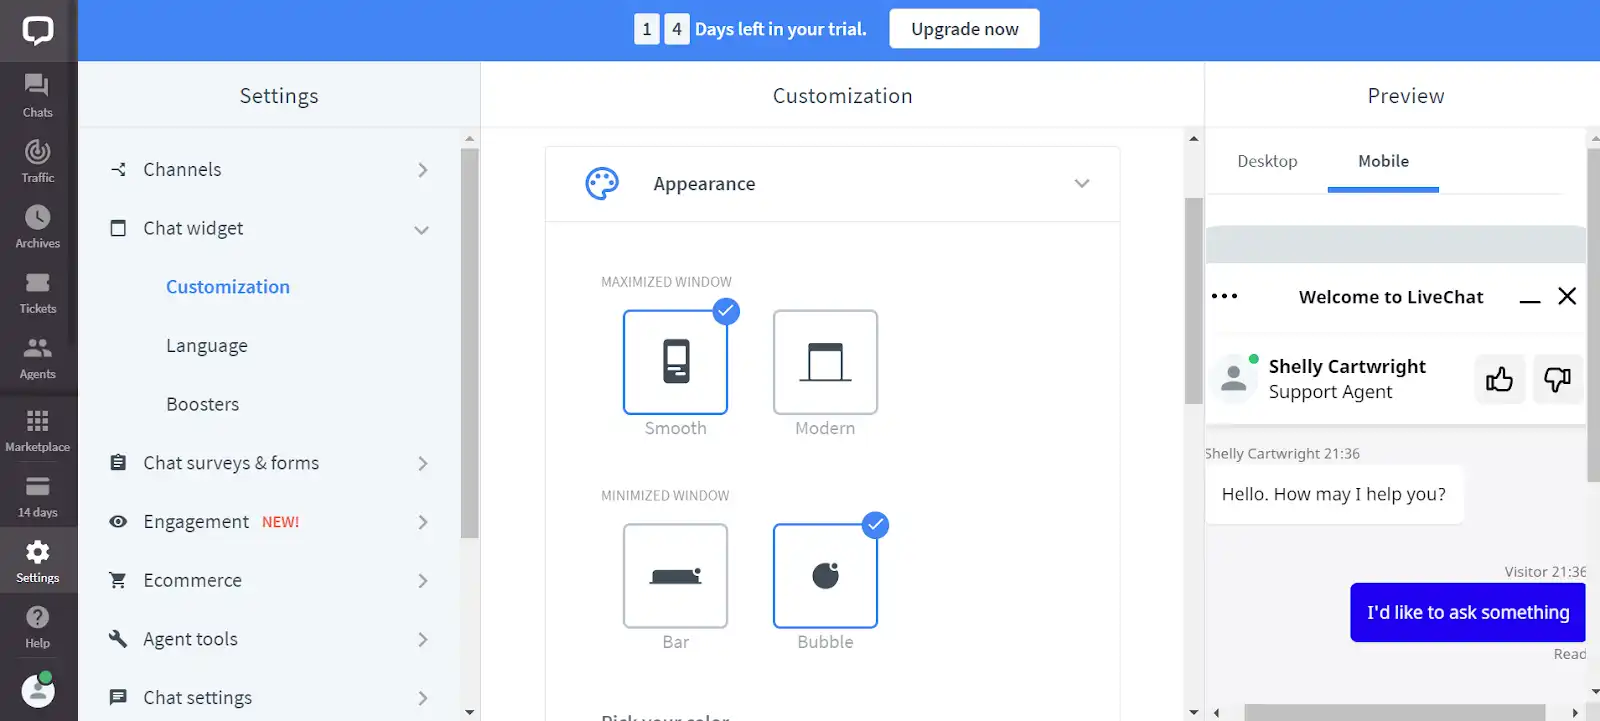 1 4 Days left in your trial. Upgrade now
Chats
Traffic
Archives
Tickets
Agents
Marketplace
14 days
Settings
Help
Settings
Channels
Chat widget
Customization
Language
Boosters
Chat surveys & forms
Engagement NEW!
Ecommerce
Agent tools
Chat settings
Customization
Appearance
MAXIMIZED WINDOW
Smooth Modern
MINIMIZED WINDOW
Bar Bubble
Pick your color
Preview
Desktop Mobile
Welcome to LiveChat
Shelly Cartwright
Support Agent
Shelly Cartwright 21:36
Hello. How may I help you?
Visitor 21:36
I'd like to ask something
Read